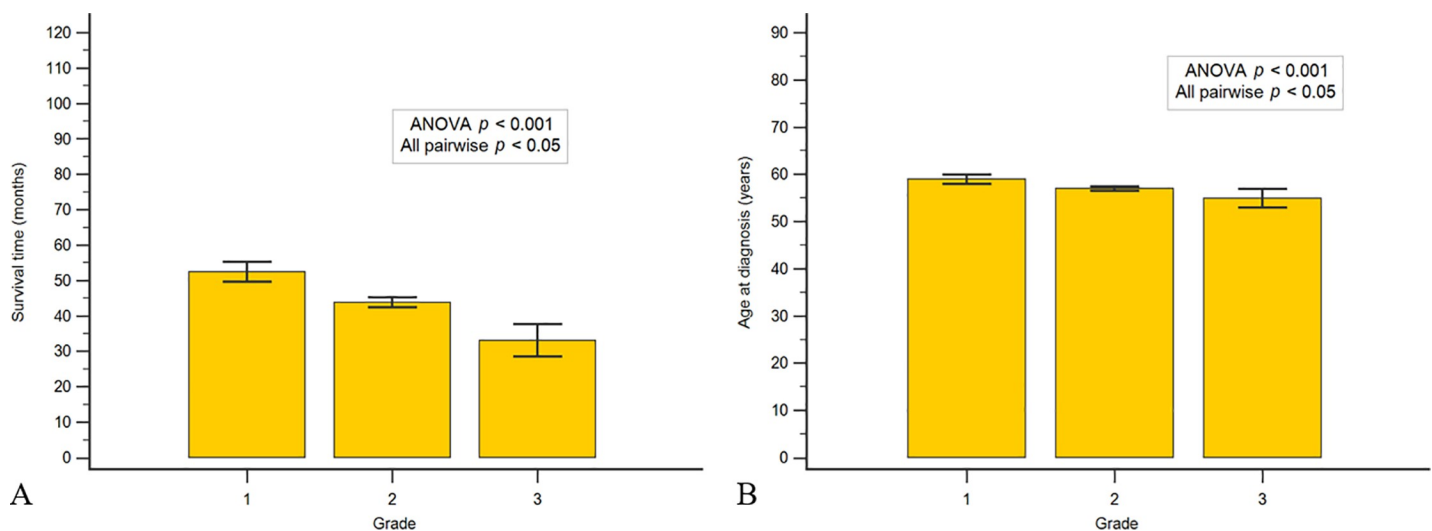 120
110
100
90
80
70
60
50
40
30
20
10
0
Survival time (months)
ANOVA p < 0.001
All pairwise p < 0.05
1 2 3
Grade
A
90
80
70
60
50
40
30
20
10
0
Age at diagnosis (years)
ANOVA p < 0.001
All pairwise p < 0.05
1 2 3
Grade
B